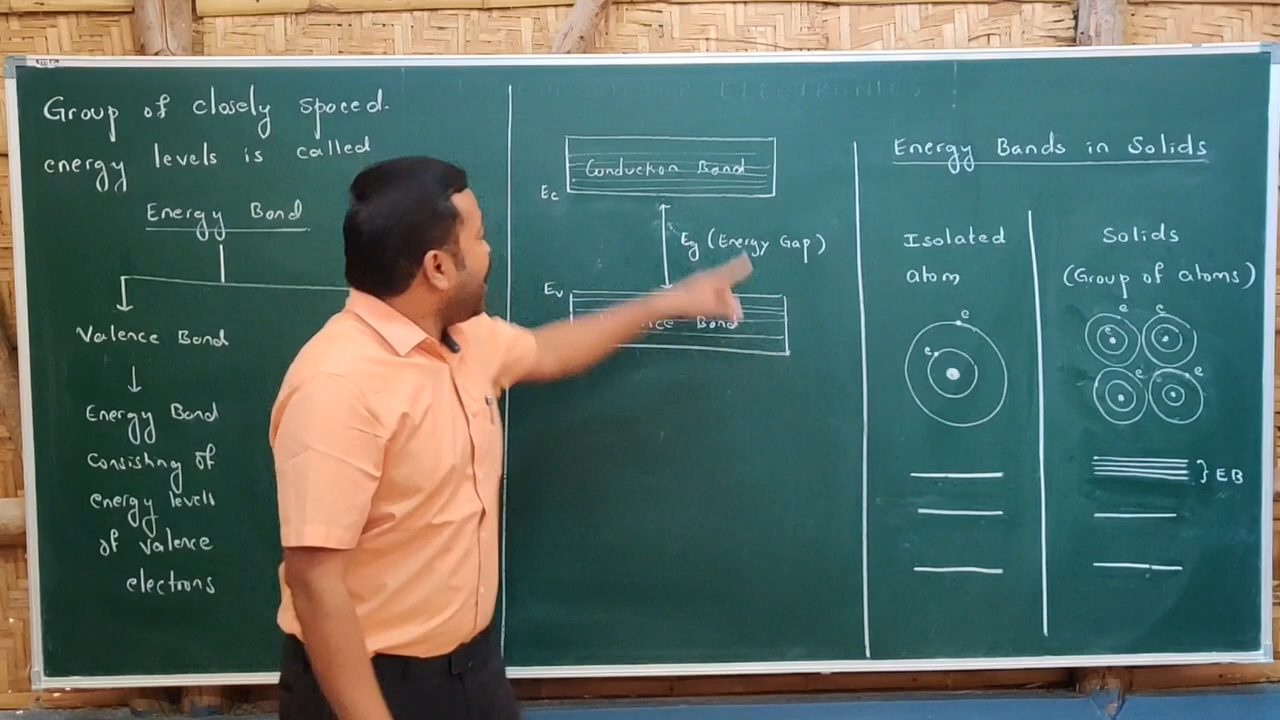 Group of closely spaced
energy levels is called
Energy Band
Valence Band
Energy Band
Consisting of
energy levels
of valence
electrons
ELECTRONICS
Conduction Band
Ec
Eg (Energy Gap)
Ev
Band
Energy Bands in Solids
Isolated
atom
e
e
Solids
(Group of atoms)
e e
e e
e e
} EB